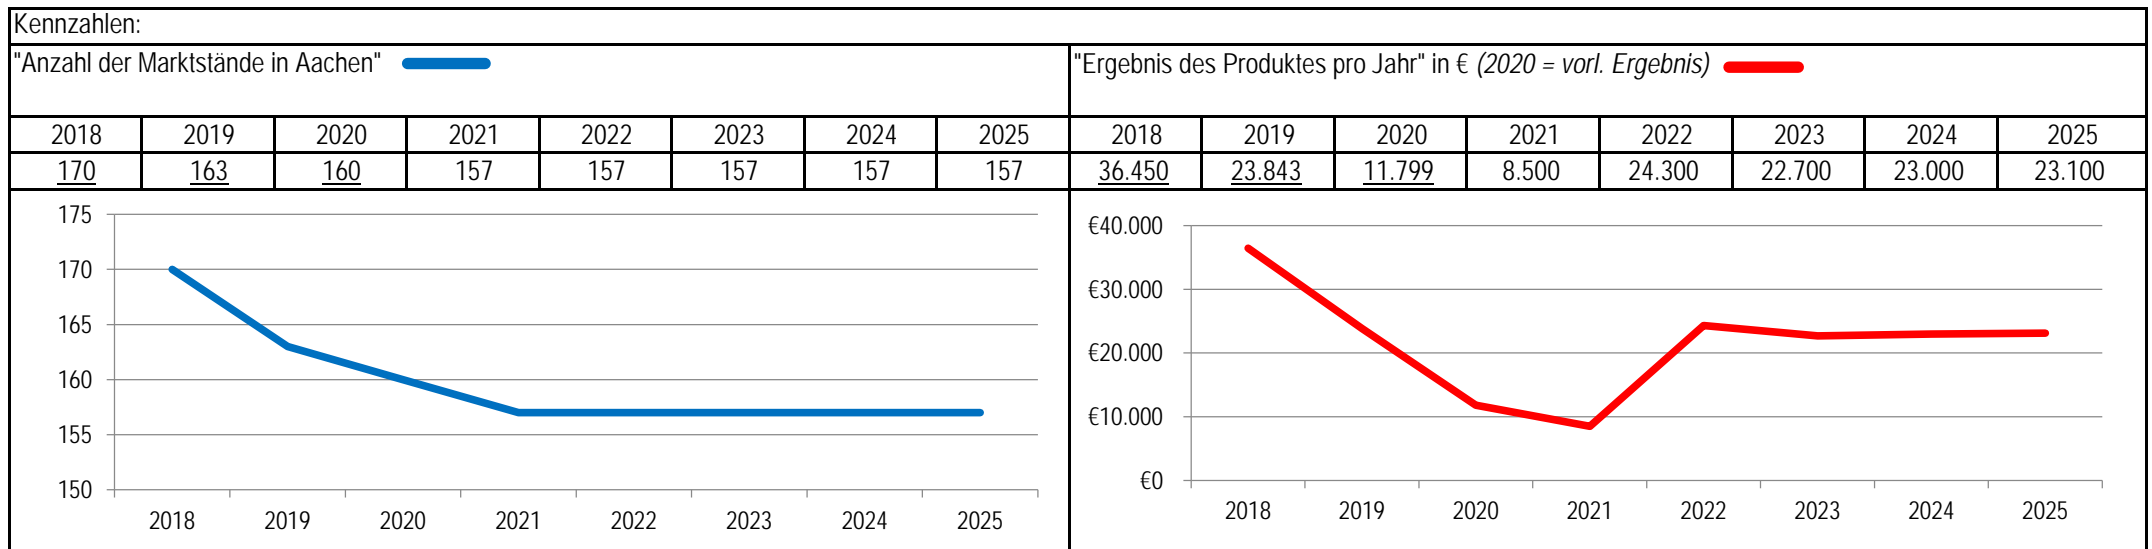 Kennzahlen:
"Anzahl der Marktstände in Aachen"
"Ergebnis des Produktes pro Jahr" in € (2020 = vorl. Ergebnis)
2018 2019 2020 2021 2022 2023 2024 2025 2018 2019 2020 2021 2022 2023 2024 2025
170 163 160 157 157 157 157 157 36.450 23.843 11.799 8.500 24.300 22.700 23.000 23.100
175
170
165
160
155
150
2018 2019 2020 2021 2022 2023 2024 2025
€40.000
€30.000
€20.000
€10.000
€0
2018 2019 2020 2021 2022 2023 2024 2025